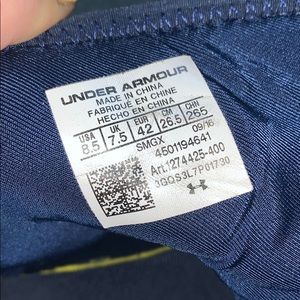 UNDER ARMOUR
MADE IN CHINA
FABRIQUÉ EN CHINE
HECHO EN CHINA
USA UK EUR CM CHN
8.5 7.5 42 26.5 265
SMGX 09/16
4501194641
Art.1274425-400
3GQS3L7P01730